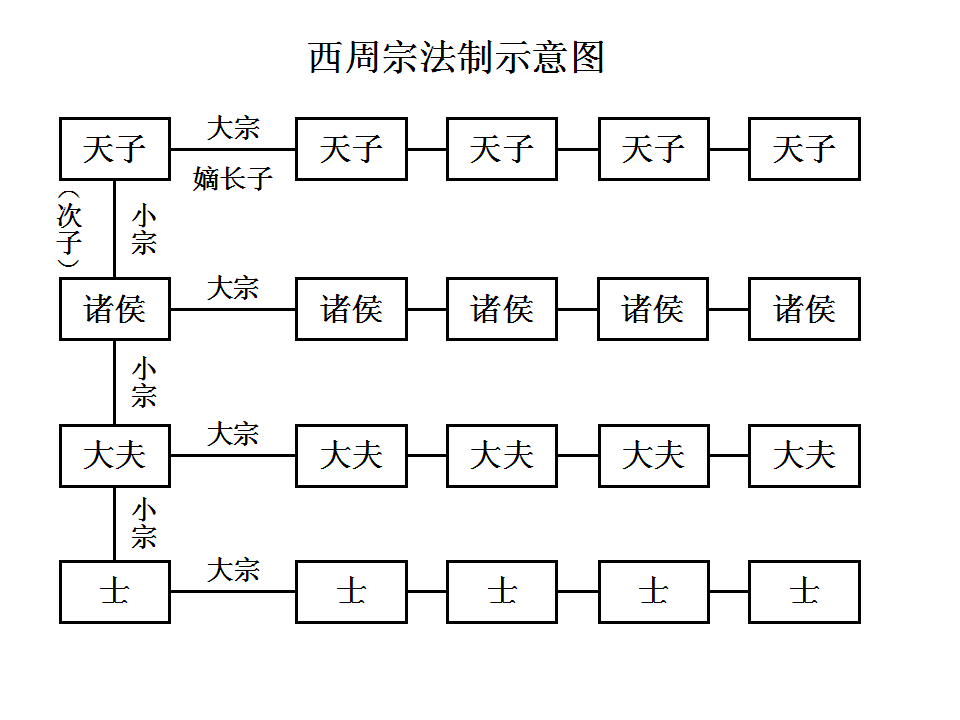 西周宗法制示意图
大宗
天子 天子 天子 天子 天子
嫡长子
（次子） 小宗
大宗
诸侯 诸侯 诸侯 诸侯 诸侯
小宗
大宗
大夫 大夫 大夫 大夫 大夫
小宗
大宗
士 士 士 士 士